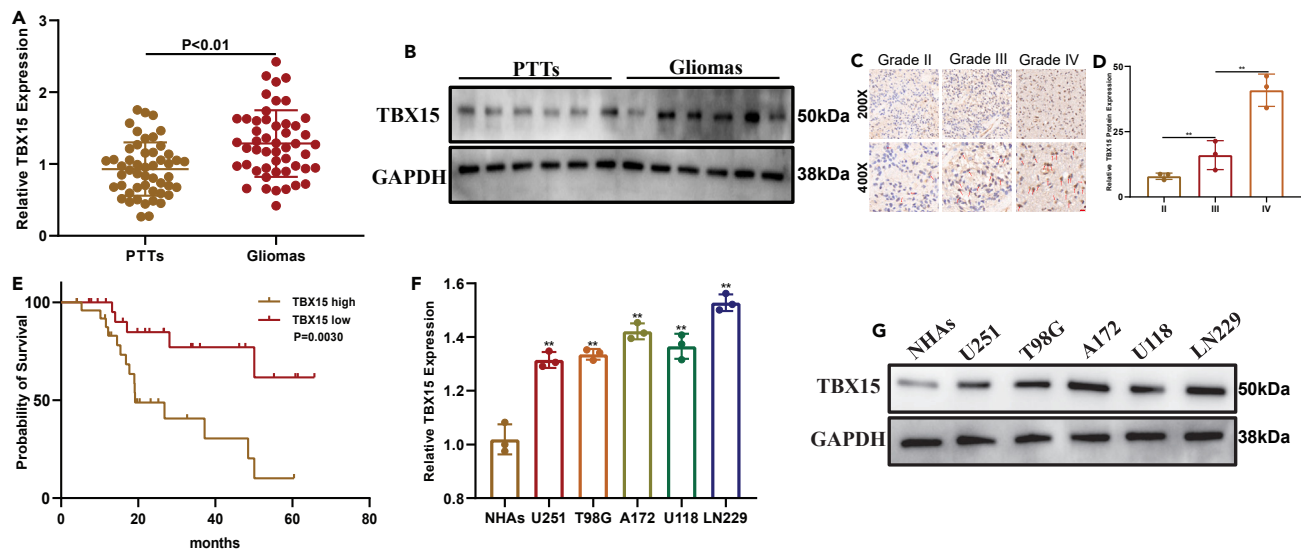 A
Relative TBX15 Expression
3
2
1
0
P<0.01
PTTs
Gliomas
B
PTTs
Gliomas
TBX15
50kDa
GAPDH
38kDa
C
Grade II
Grade III
Grade IV
200X
400X
D
Relative TBX15 Protein Expression
50
25
0
**
**
II
III
IV
E
Probability of Survival
100
50
0
TBX15 high
TBX15 low
P=0.0030
0
20
40
60
80
months
F
Relative TBX15 Expression
1.6
1.4
1.2
1.0
0.8
**
**
**
**
**
NHAs
U251
T98G
A172
U118
LN229
G
NHAs
U251
T98G
A172
U118
LN229
TBX15
50kDa
GAPDH
38kDa